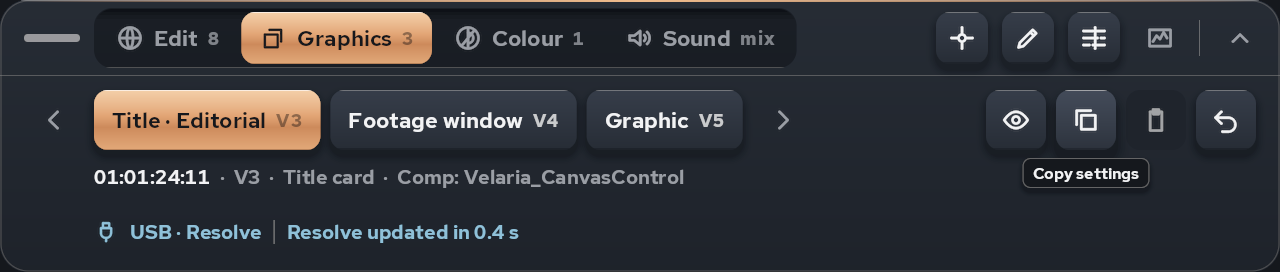 Edit 8 Graphics 3 Colour 1 Sound mix
Title · Editorial V3 Footage window V4 Graphic V5
01:01:24:11 · V3 · Title card · Comp: Velaria_CanvasControl
Copy settings
USB · Resolve Resolve updated in 0.4 s